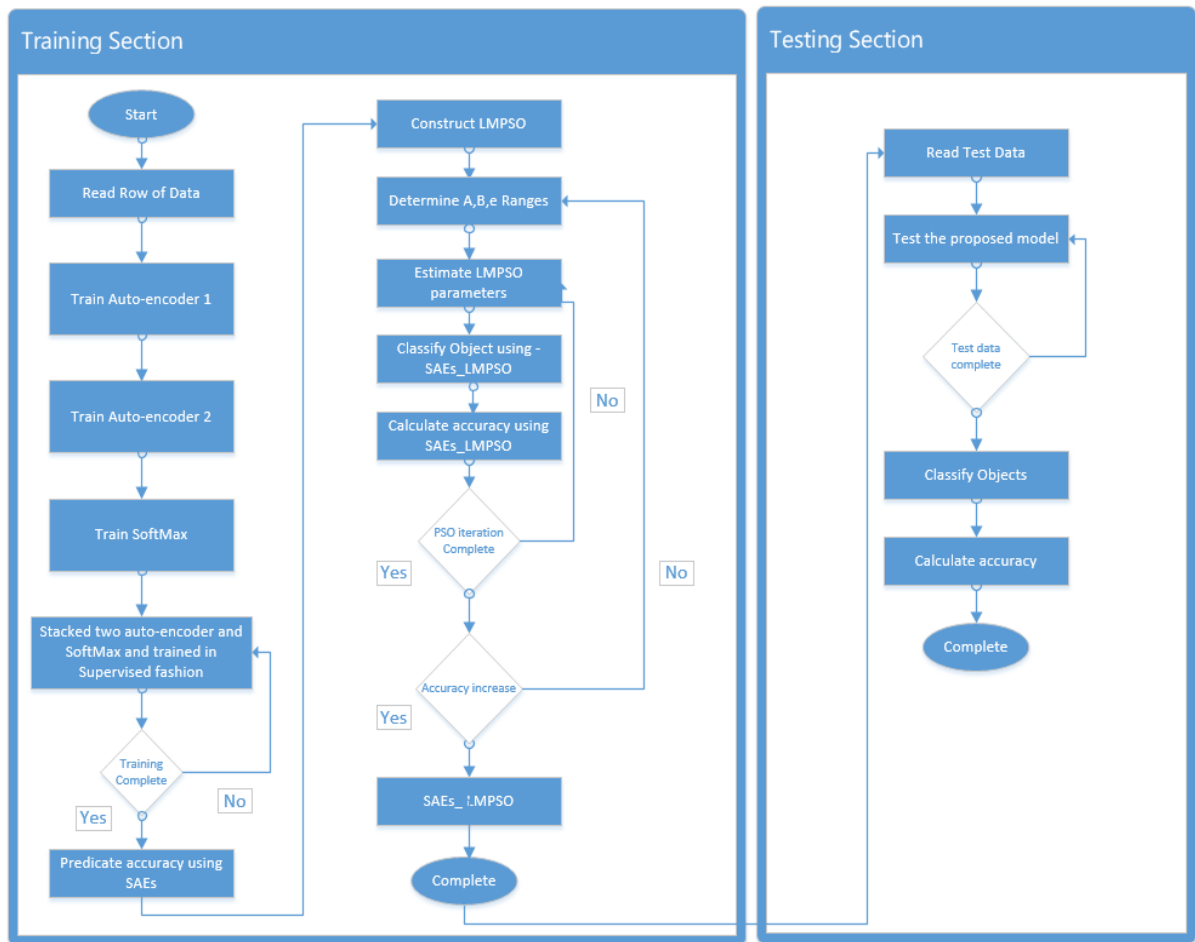 Training Section
Start
Read Row of Data
Train Auto-encoder 1
Train Auto-encoder 2
Train SoftMax
Stacked two auto-encoder and
SoftMax and trained in
Supervised fashion
Training
Complete
No
Yes
Predicate accuracy using
SAEs
Construct LMPSO
Determine A,B,e Ranges
Estimate LMPSO
parameters
Classify Object using -
SAEs_LMPSO
No
Calculate accuracy using
SAEs_LMPSO
PSO iteration
Complete
Yes
No
Accuracy increase
Yes
SAEs_ LMPSO
Complete
Testing Section
Read Test Data
Test the proposed model
Test data
complete
Classify Objects
Calculate accuracy
Complete